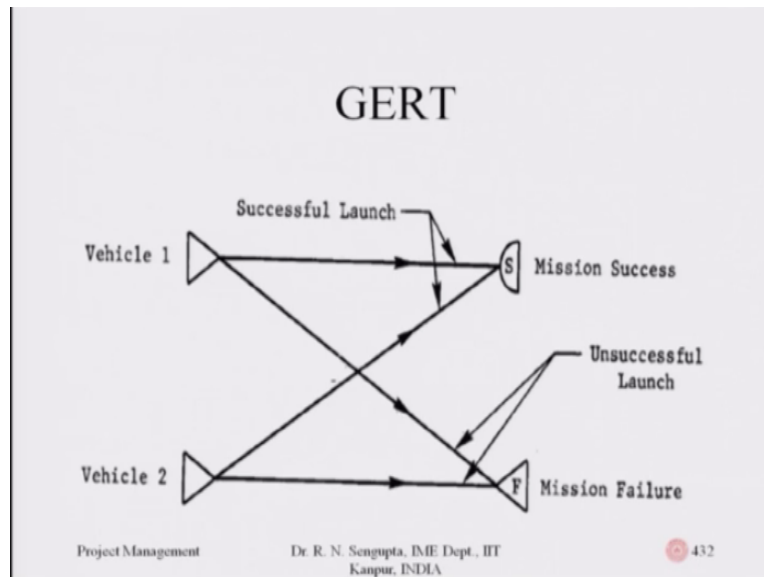 GERT
Successful Launch
Vehicle 1
S
Mission Success
Unsuccessful
Launch
Vehicle 2
F
Mission Failure
Project Management
Dr. R. N. Sengupta, IME Dept., IIT
Kanpur, INDIA
432